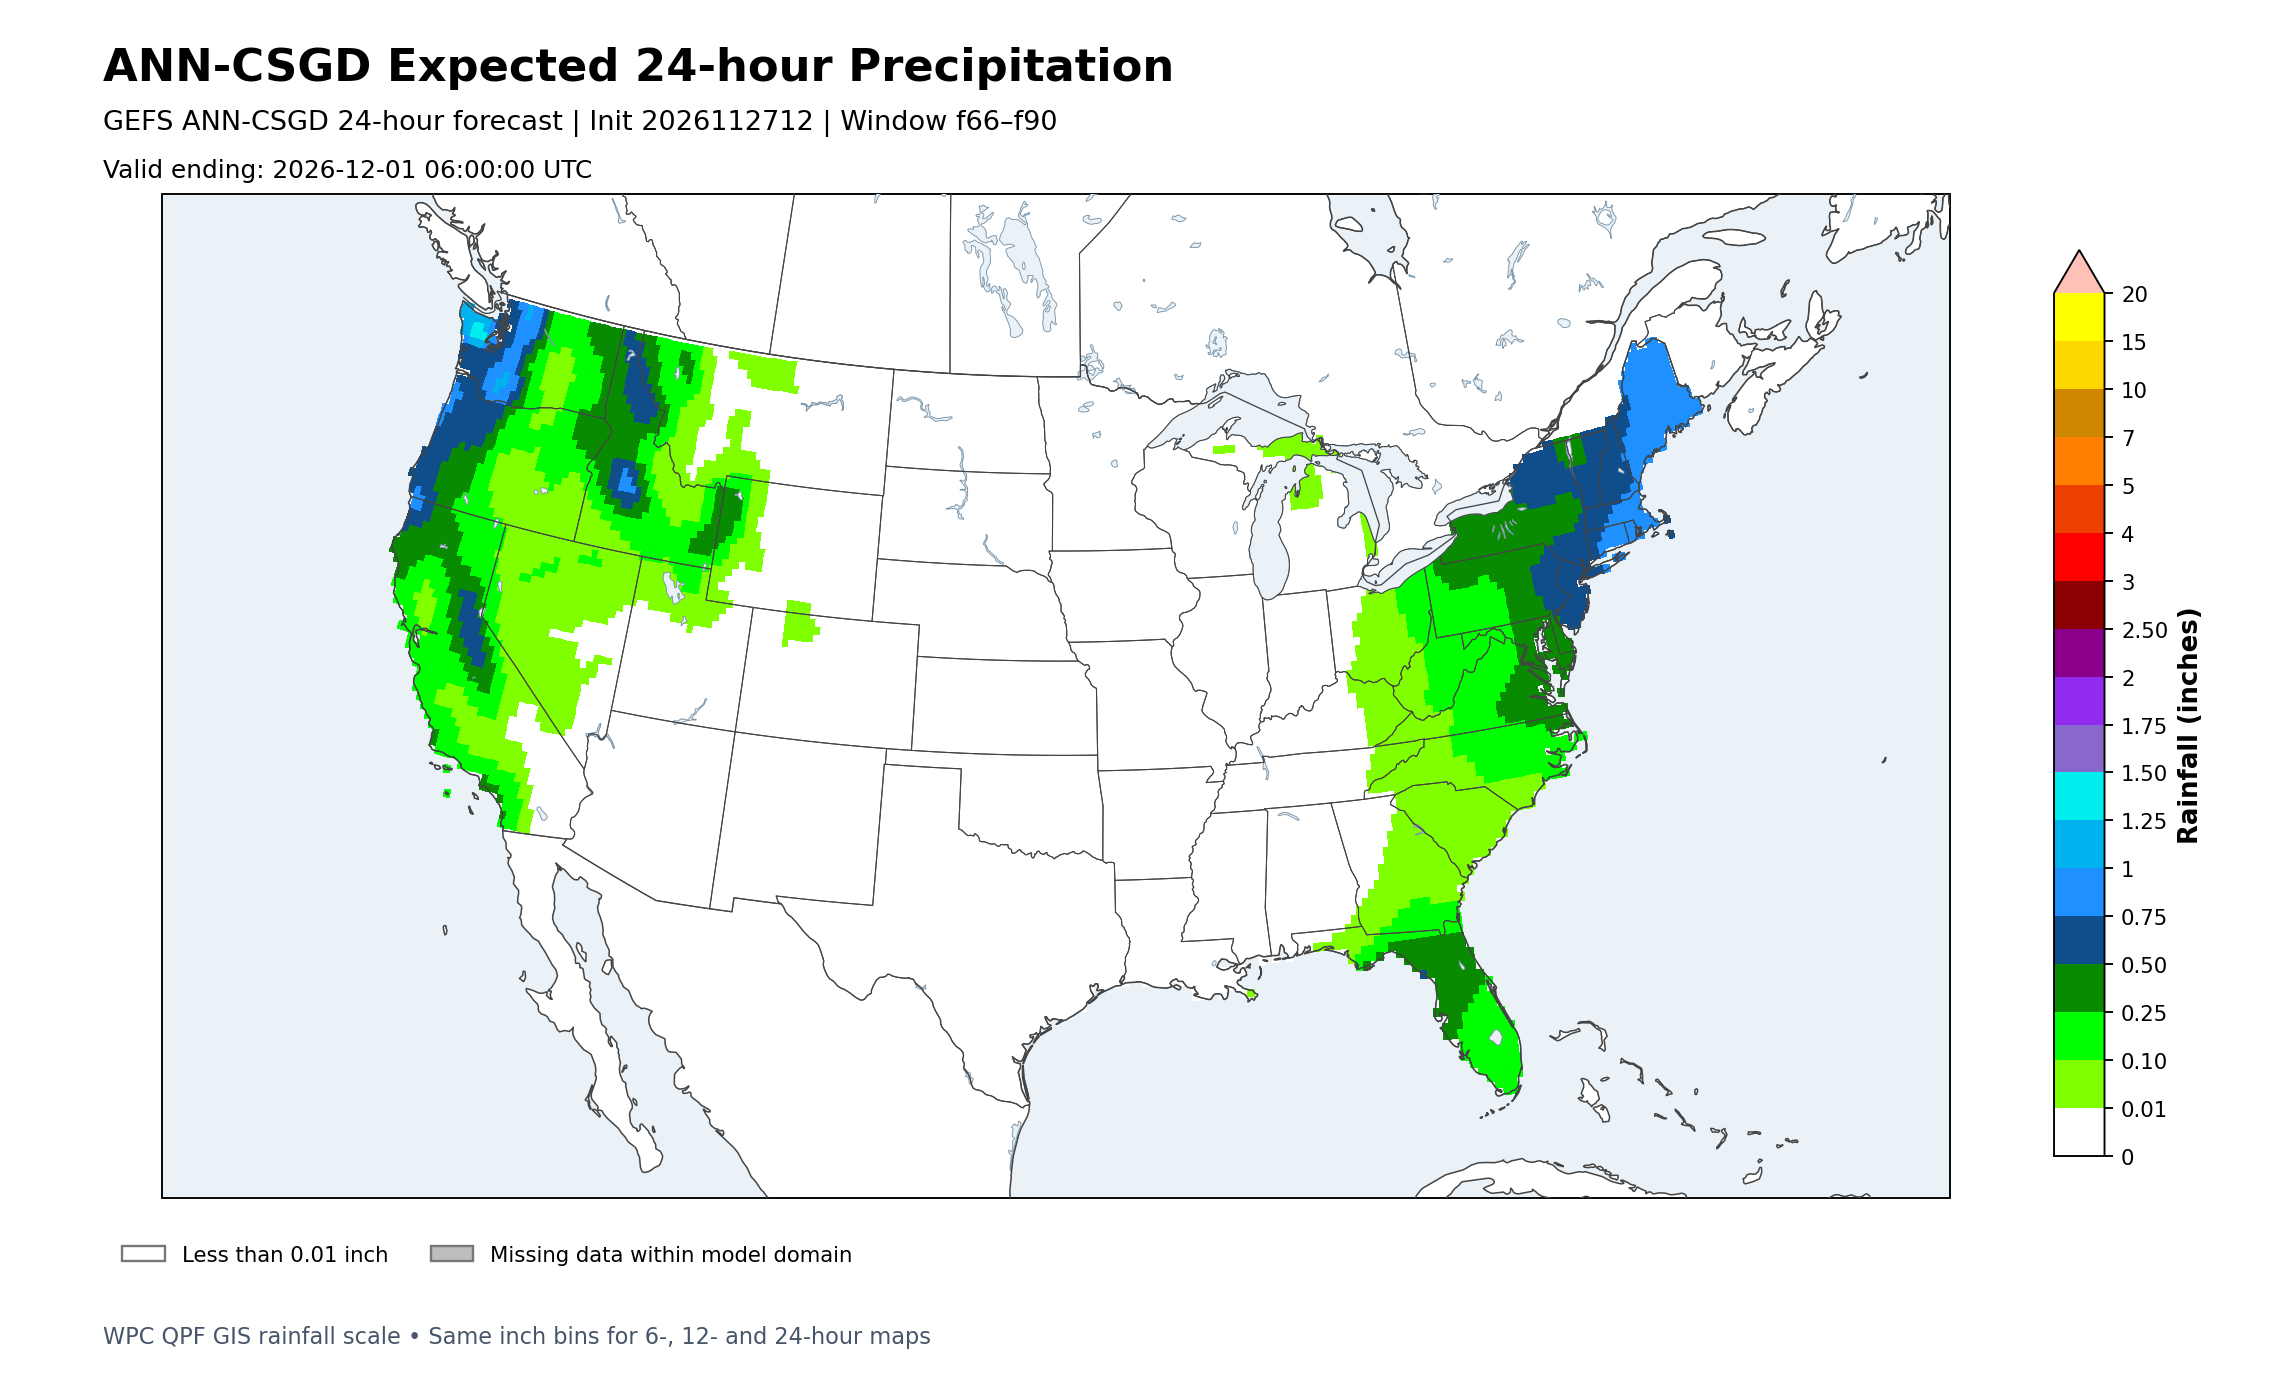 ANN-CSGD Expected 24-hour Precipitation
GEFS ANN-CSGD 24-hour forecast | Init 2026112712 | Window f66–f90
Valid ending: 2026-12-01 06:00:00 UTC
20
15
10
7
5
4
3
2.50
2
1.75
1.50
1.25
1
0.75
0.50
0.25
0.10
0.01
0
Rainfall (inches)
Less than 0.01 inch
Missing data within model domain
WPC QPF GIS rainfall scale • Same inch bins for 6-, 12- and 24-hour maps